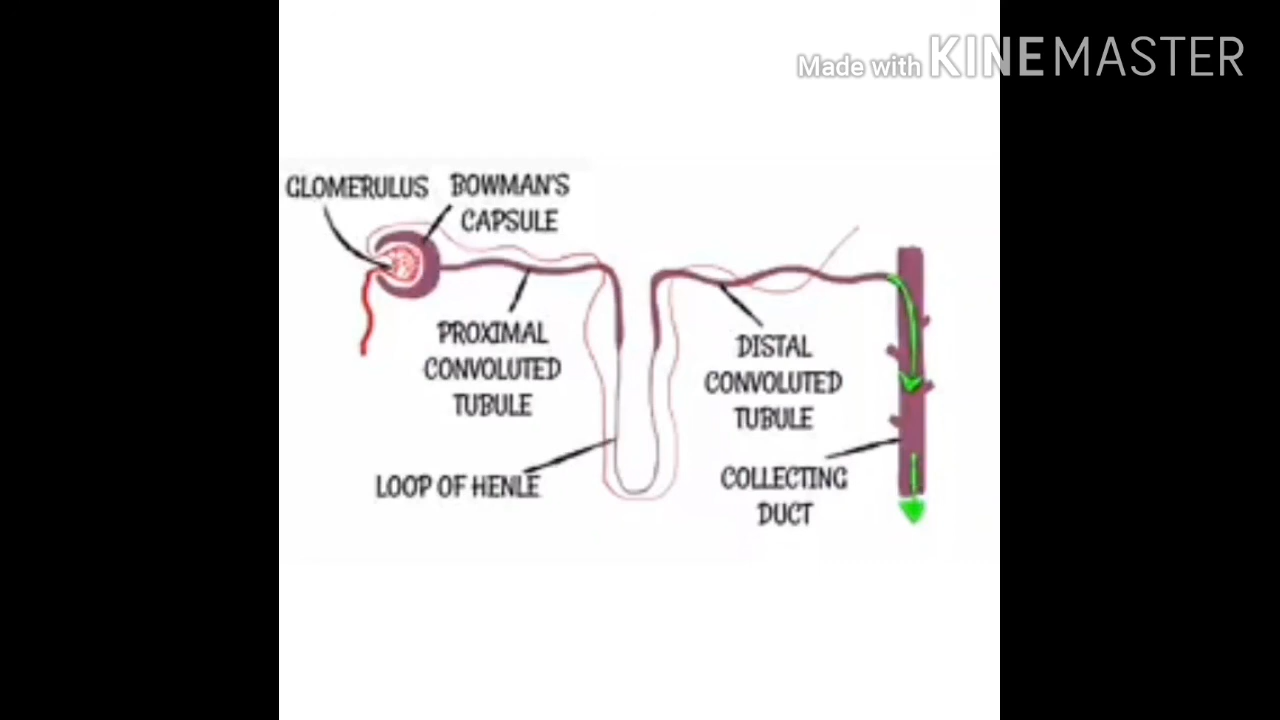 Made with KINEMASTER
GLOMERULUS
BOWMAN'S
CAPSULE
PROXIMAL
CONVOLUTED
TUBULE
DISTAL
CONVOLUTED
TUBULE
LOOP OF HENLE
COLLECTING
DUCT